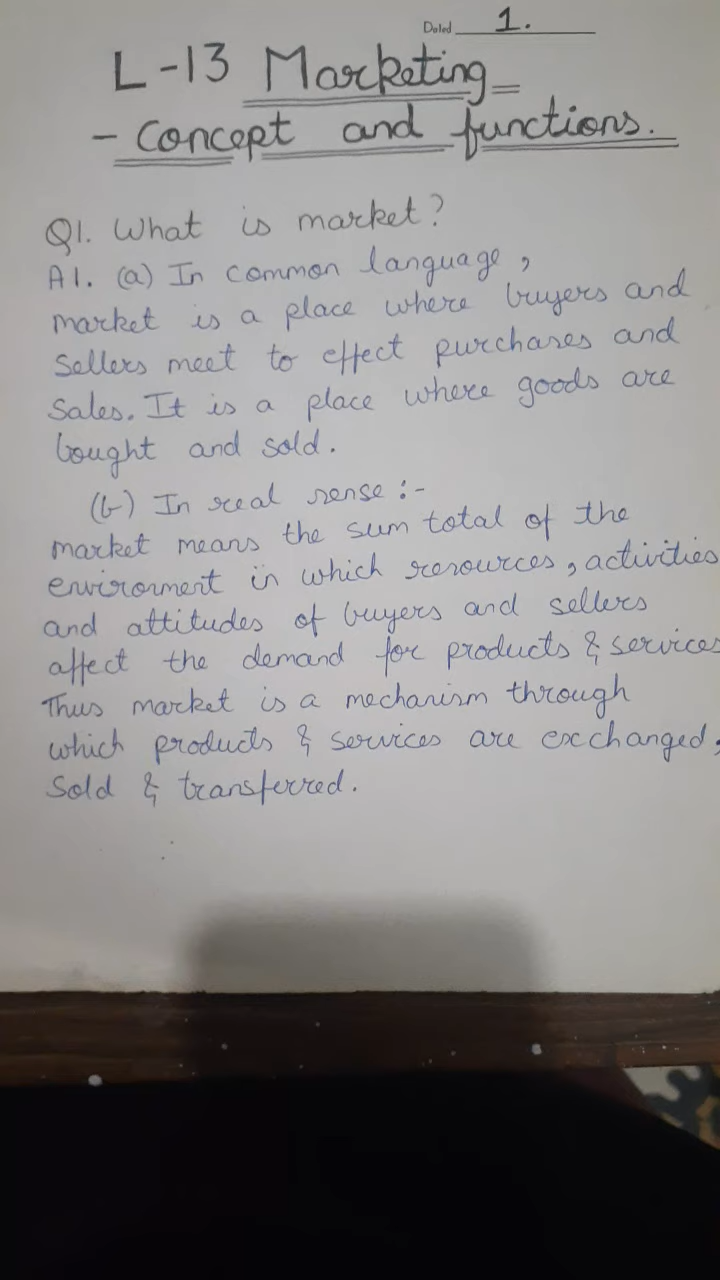 Dated 1.
L-13 Marketing
- Concept and functions.
Q1. What is market?
A1. (a) In common language,
market is a place where buyers and
sellers meet to effect purchases and
sales. It is a place where goods are
bought and sold.
(b) In real sense :-
market means the sum total of the
environment in which resources, activities
and attitudes of buyers and sellers
affect the demand for products & services
Thus market is a mechanism through
which products & services are exchanged,
sold & transferred.